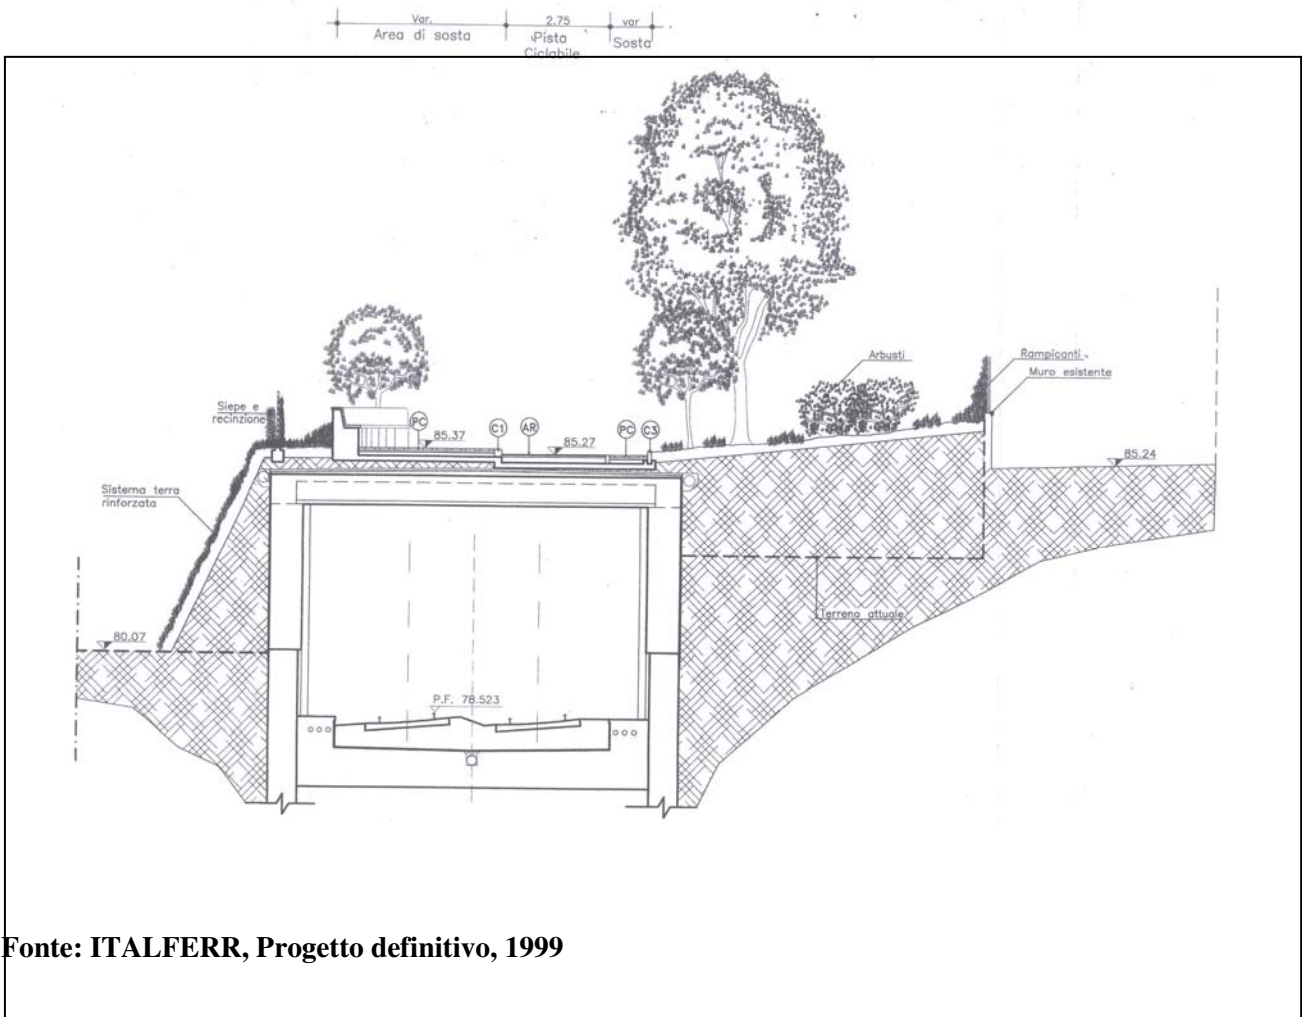 Var.
2.75
var
Area di sosta
Pista
Ciclabile
Sosta
Arbusti
Rampicanti
Muro esistente
Siepe e
recinzione
PC
85.37
C1
AR
85.27
PC
C3
85.24
Sistema terra
rinforzata
Terreno attuale
80.07
P.F. 78.523
Fonte: ITALFERR, Progetto definitivo, 1999